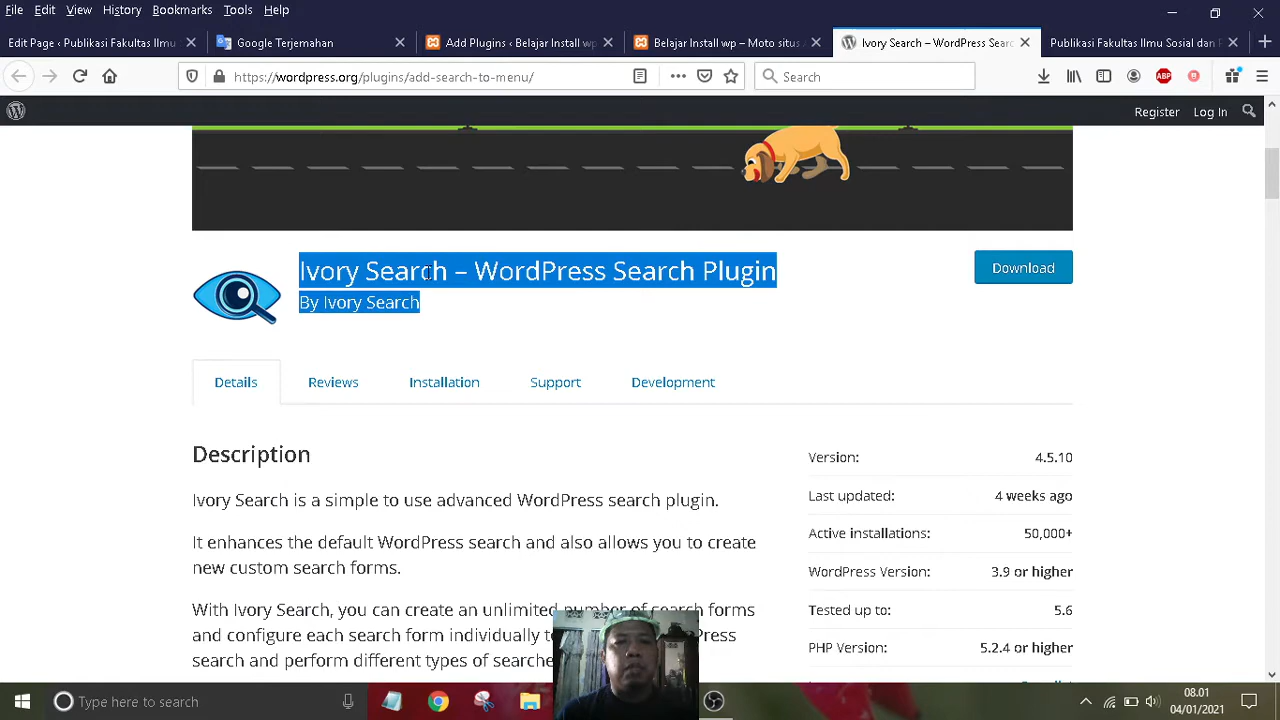 File Edit View History Bookmarks Tools Help
Edit Page ‹ Publikasi Fakultas Ilmu
Google Terjemahan
Add Plugins ‹ Belajar Install wp
Belajar Install wp – Moto situs
Ivory Search – WordPress Searc
Publikasi Fakultas Ilmu Sosial dan
https://wordpress.org/plugins/add-search-to-menu/
Search
ABP
Register Log In
Ivory Search – WordPress Search Plugin
By Ivory Search
Download
Details Reviews Installation Support Development
Description
Ivory Search is a simple to use advanced WordPress search plugin.
It enhances the default WordPress search and also allows you to create
new custom search forms.
With Ivory Search, you can create an unlimited number of search forms
and configure each search form individually
search and perform different types of searche
Version: 4.5.10
Last updated: 4 weeks ago
Active installations: 50,000+
WordPress Version: 3.9 or higher
Tested up to: 5.6
PHP Version: 5.2.4 or higher
Type here to search
08.01
04/01/2021